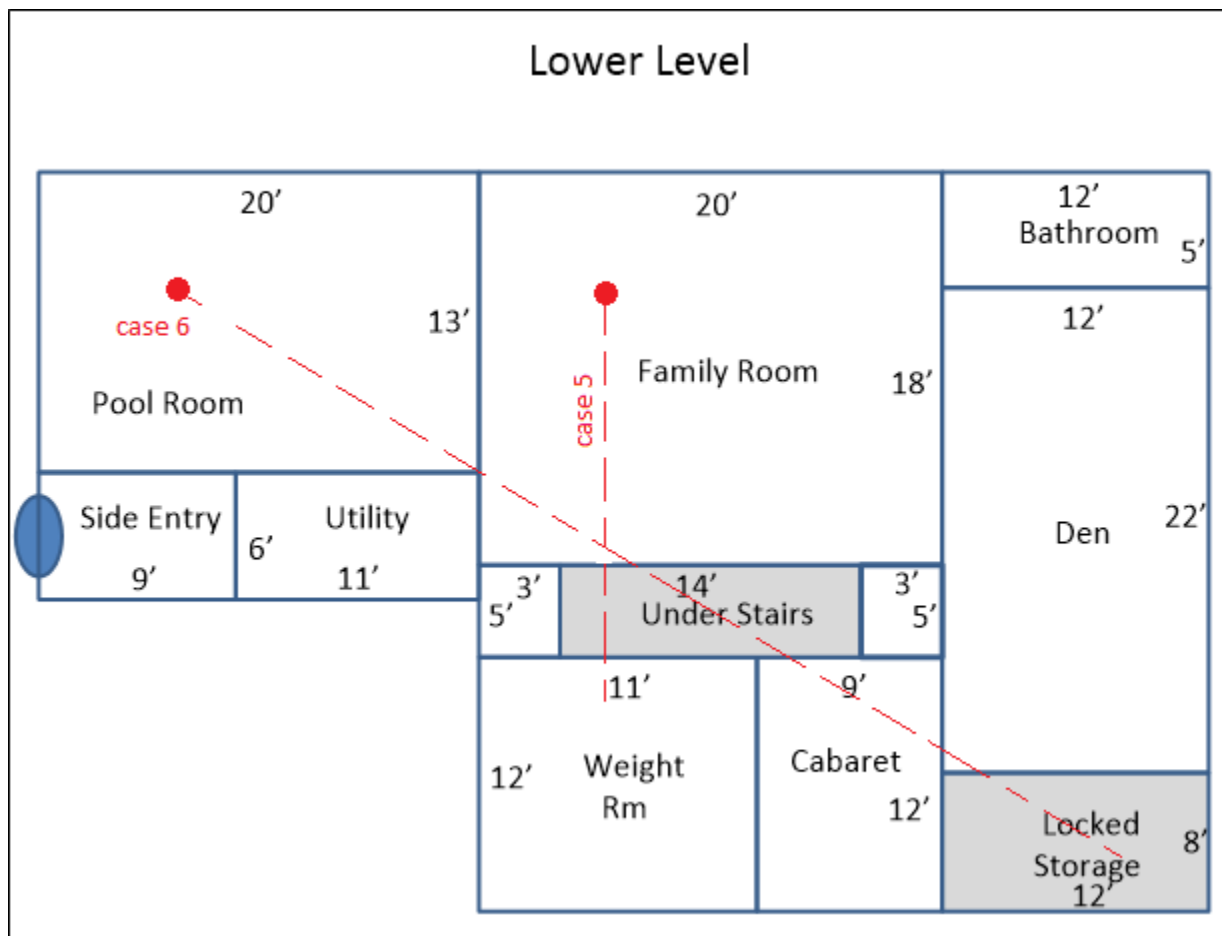 Lower Level
20’
20’
12’
Bathroom
5’
case 6
13’
12’
Pool Room
case 5
Family Room
18’
Side Entry
Utility
6’
9’
11’
22’
Den
3’
5’
14’
Under Stairs
3’
5’
11’
9’
12’
Weight
Rm
Cabaret
12’
Locked
Storage
8’
12’